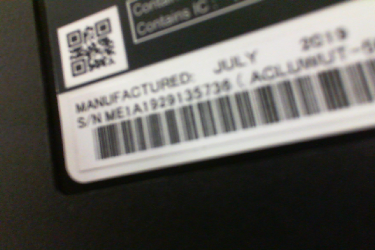 Contains IC :
MANUFACTURED: JULY 2019
S/N ME1A1929135736 (